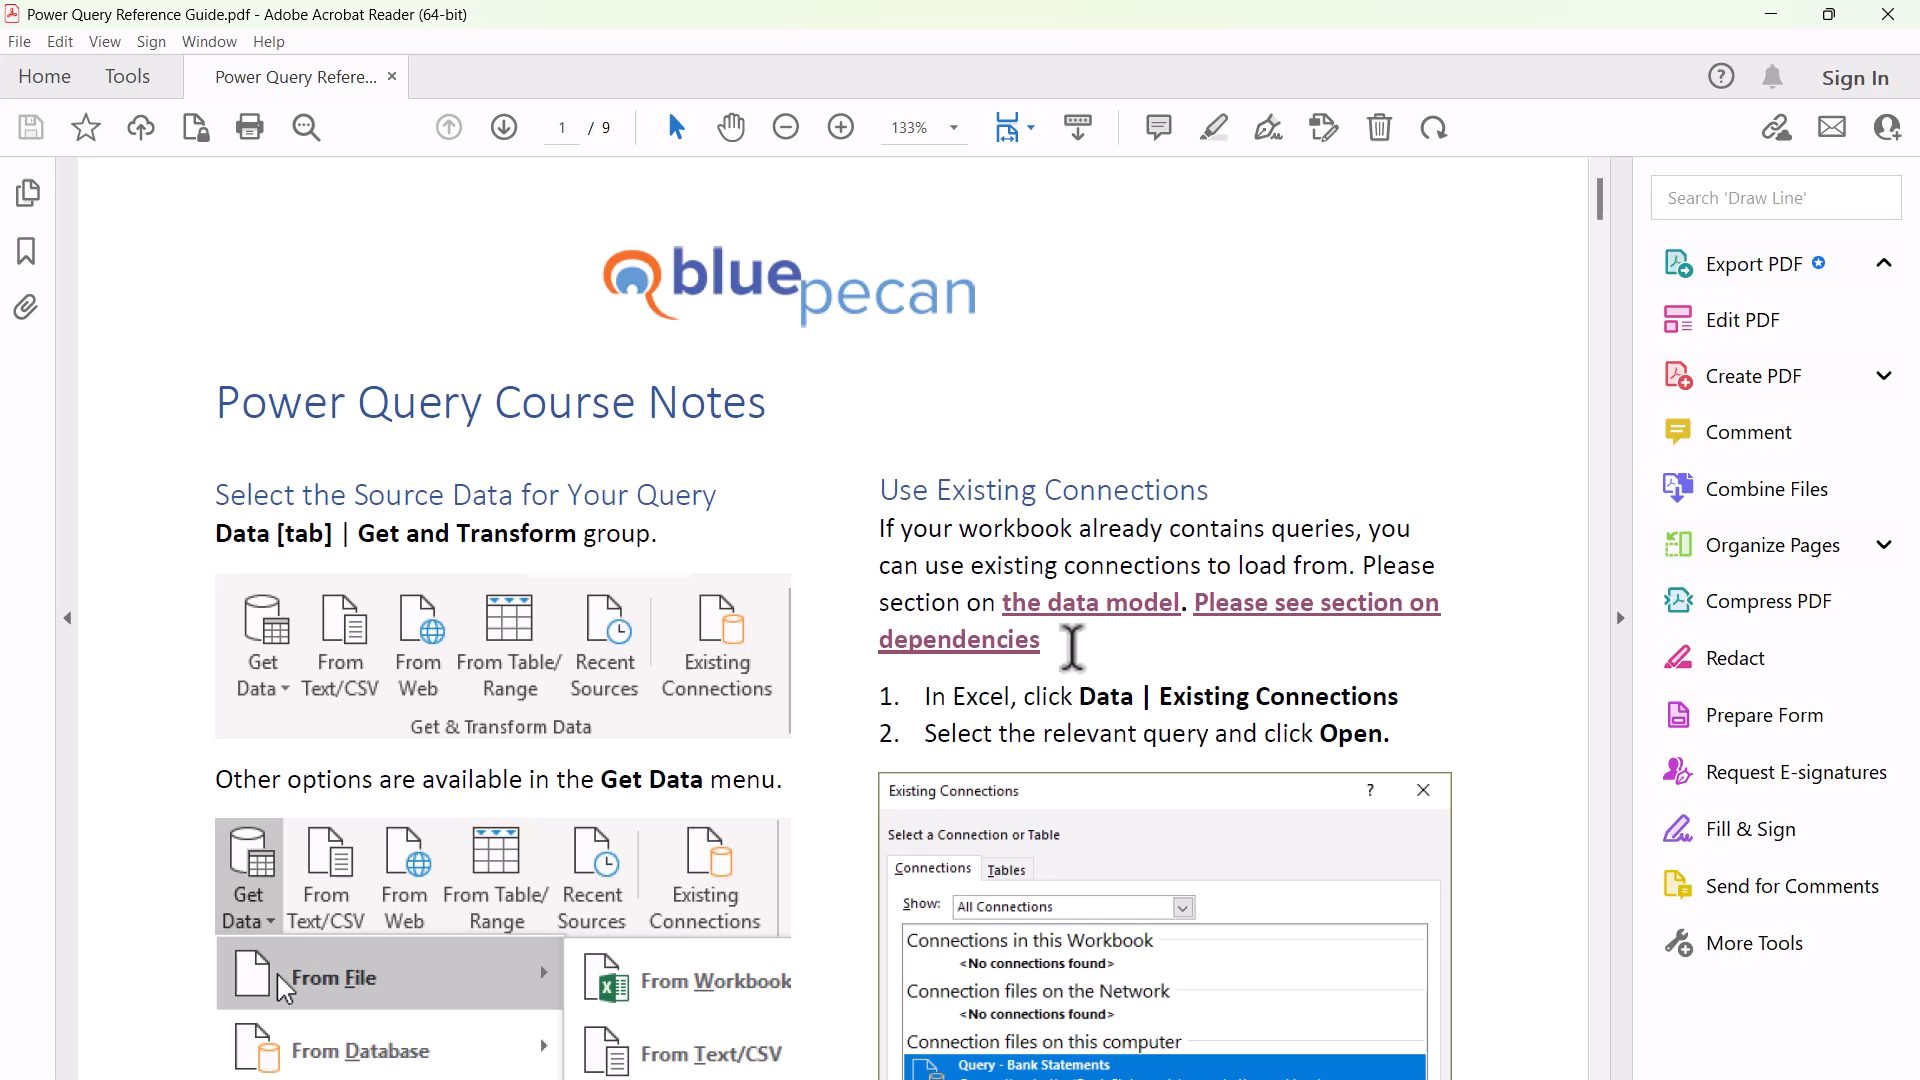 Power Query Reference Guide.pdf - Adobe Acrobat Reader (64-bit)
File Edit View Sign Window Help
Home Tools Power Query Refere... Sign In
1 / 9 133%
Search 'Draw Line'
Export PDF
Edit PDF
Create PDF
Comment
Combine Files
Organize Pages
Compress PDF
Redact
Prepare Form
Request E-signatures
Fill & Sign
Send for Comments
More Tools
bluepecan
Power Query Course Notes
Select the Source Data for Your Query
Data [tab] | Get and Transform group.
Get Data
From Text/CSV
From Web
From Table/ Range
Recent Sources
Existing Connections
Get & Transform Data
Other options are available in the Get Data menu.
Get Data
From Text/CSV
From Web
From Table/ Range
Recent Sources
Existing Connections
From File
From Database
From Workbook
From Text/CSV
Use Existing Connections
If your workbook already contains queries, you
can use existing connections to load from. Please
section on the data model. Please see section on
dependencies
1. In Excel, click Data | Existing Connections
2. Select the relevant query and click Open.
Existing Connections ?
Select a Connection or Table
Connections Tables
Show: All Connections
Connections in this Workbook
<No connections found>
Connection files on the Network
<No connections found>
Connection files on this computer
Query - Bank Statements